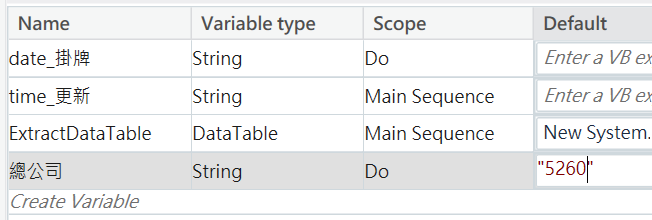 Name Variable type Scope Default
date_掛牌 String Do Enter a VB ex
time_更新 String Main Sequence Enter a VB ex
ExtractDataTable DataTable Main Sequence New System.
總公司 String Do "5260"
Create Variable